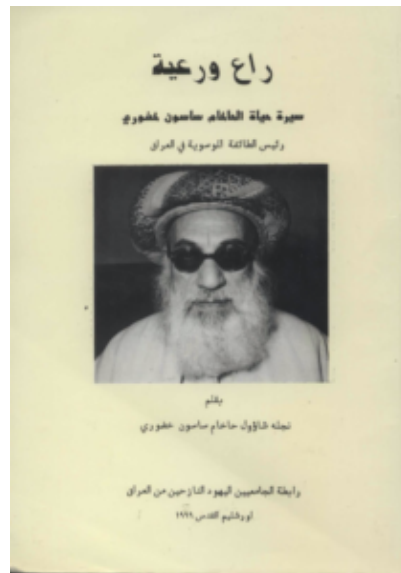 راع ورعية
سيرة حياة الحاخام ساسون خضوري
رئيس الطائفة الموسوية في العراق
بقلم
نجله شاؤول حاخام ساسون خضوري
رابطة الجامعيين اليهود النازحين من العراق
اورشليم القدس ١٩٩٩